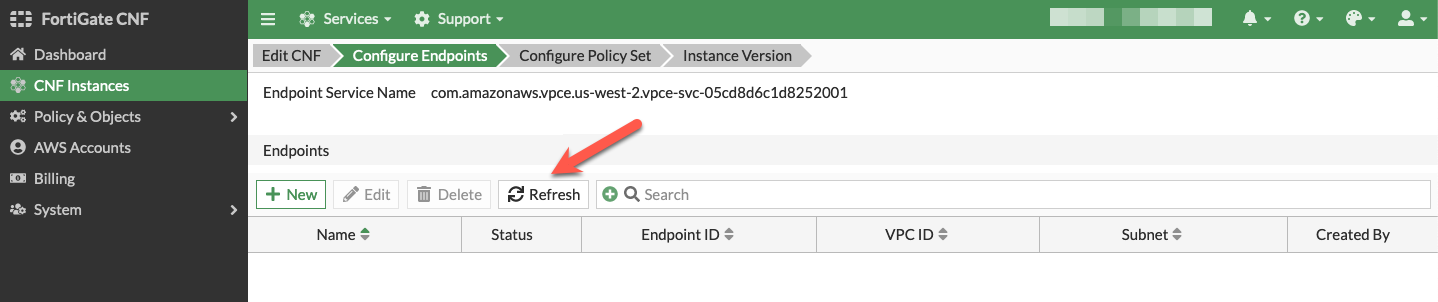 FortiGate CNF
Services Support
Dashboard
CNF Instances
Policy & Objects
AWS Accounts
Billing
System
Edit CNF Configure Endpoints Configure Policy Set Instance Version
Endpoint Service Name com.amazonaws.vpce.us-west-2.vpce-svc-05cd8d6c1d8252001
Endpoints
New Edit Delete Refresh Search
Name Status Endpoint ID VPC ID Subnet Created By